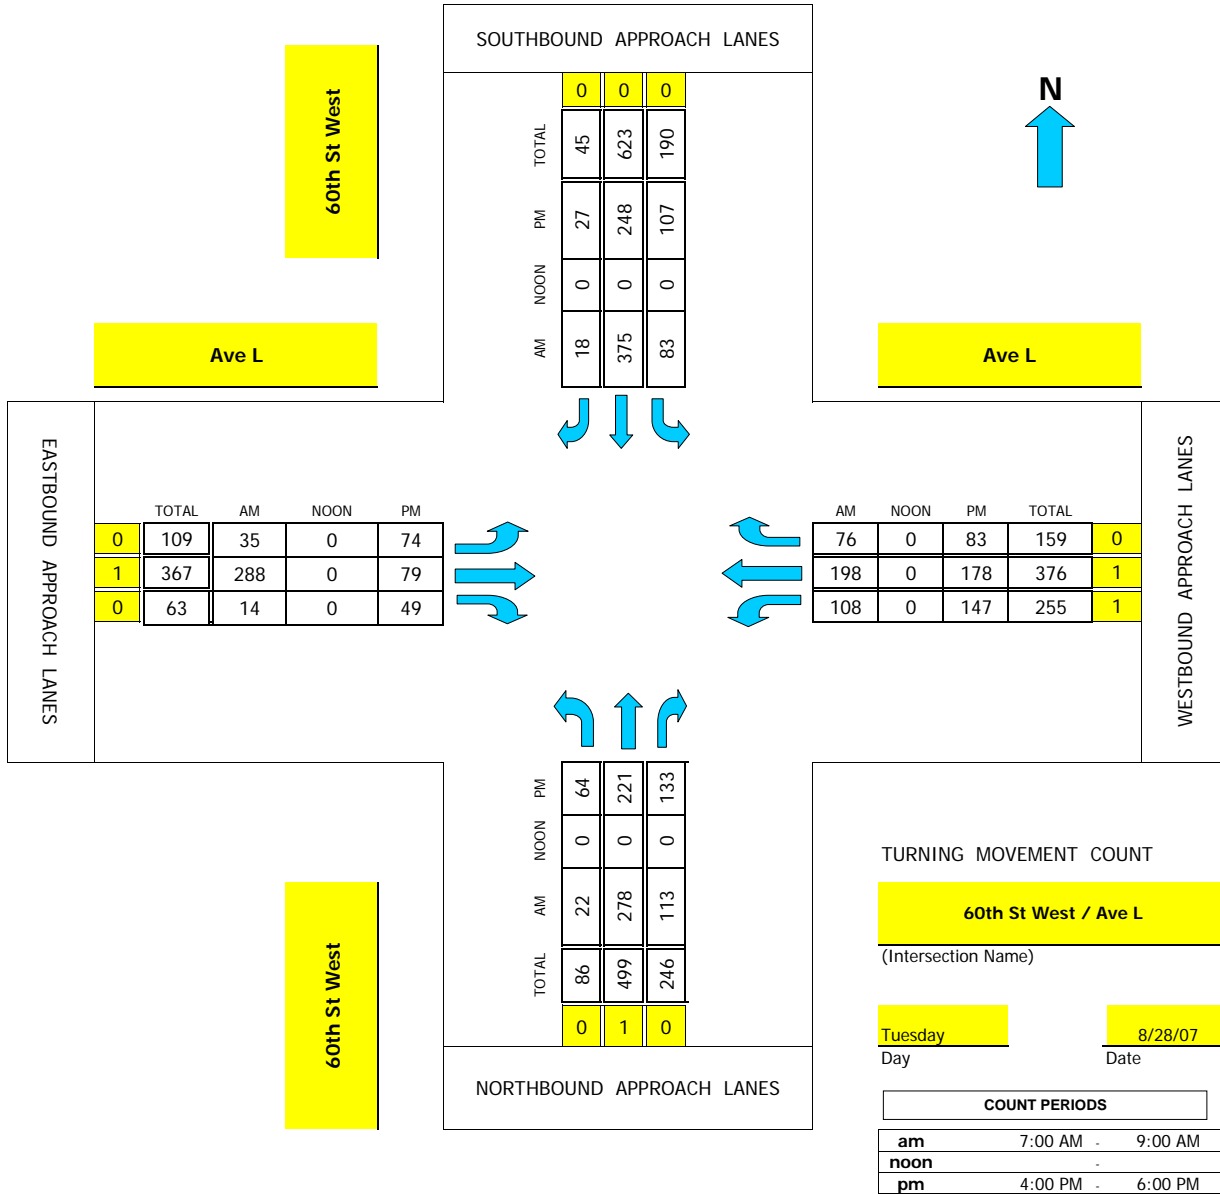 SOUTHBOUND APPROACH LANES
0 0 0
TOTAL 45 623 190
PM 27 248 107
NOON 0 0 0
AM 18 375 83
60th St West
N
Ave L
Ave L
EASTBOUND APPROACH LANES
TOTAL AM NOON PM
0 109 35 0 74
1 367 288 0 79
0 63 14 0 49
AM NOON PM TOTAL
76 0 83 159 0
198 0 178 376 1
108 0 147 255 1
WESTBOUND APPROACH LANES
PM 64 221 133
NOON 0 0 0
AM 22 278 113
TOTAL 86 499 246
0 1 0
NORTHBOUND APPROACH LANES
60th St West
TURNING MOVEMENT COUNT
60th St West / Ave L
(Intersection Name)
Tuesday 8/28/07
Day Date
COUNT PERIODS
am 7:00 AM - 9:00 AM
noon -
pm 4:00 PM - 6:00 PM